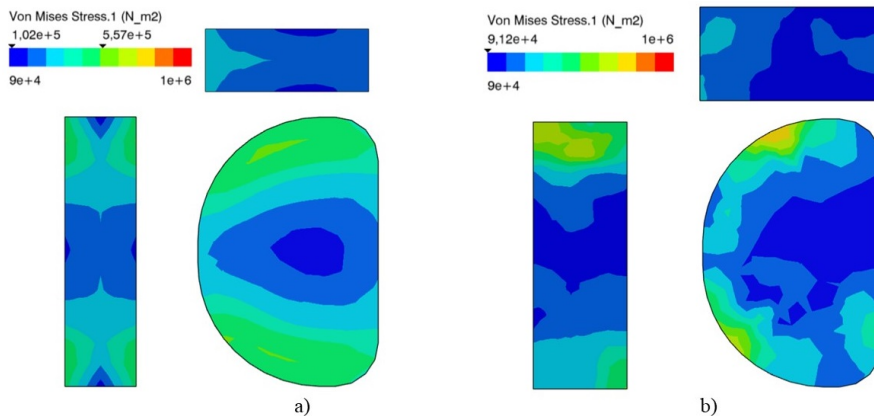 Von Mises Stress.1 (N_m2)
1,02e+5 5,57e+5
9e+4 1e+6
a)
Von Mises Stress.1 (N_m2)
9,12e+4 1e+6
9e+4
b)